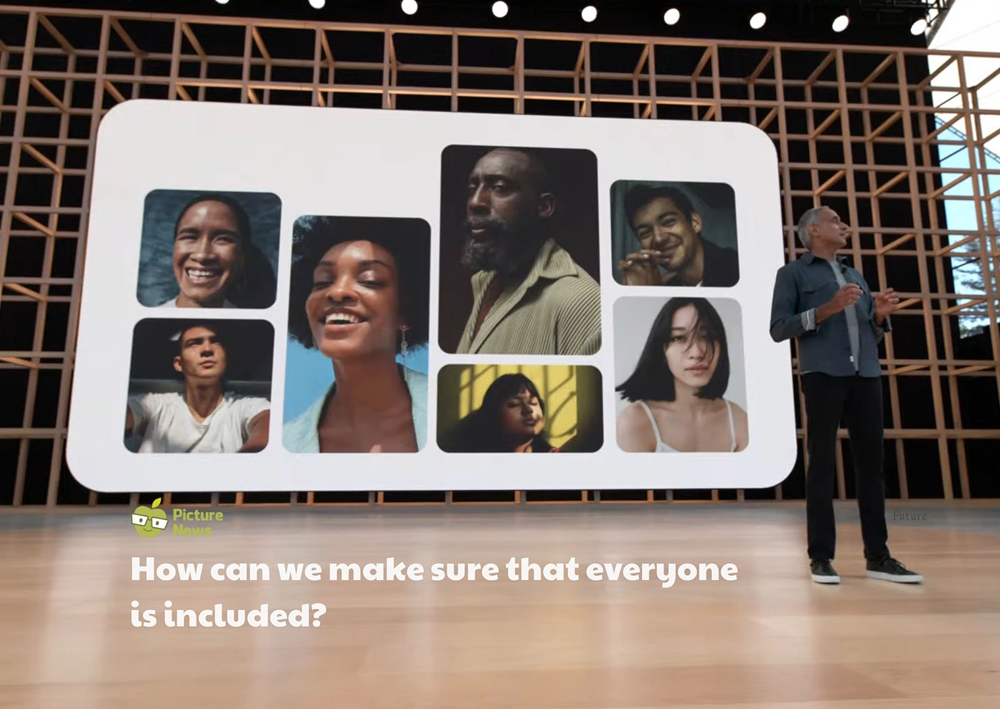 Picture
News
Future
How can we make sure that everyone
is included?